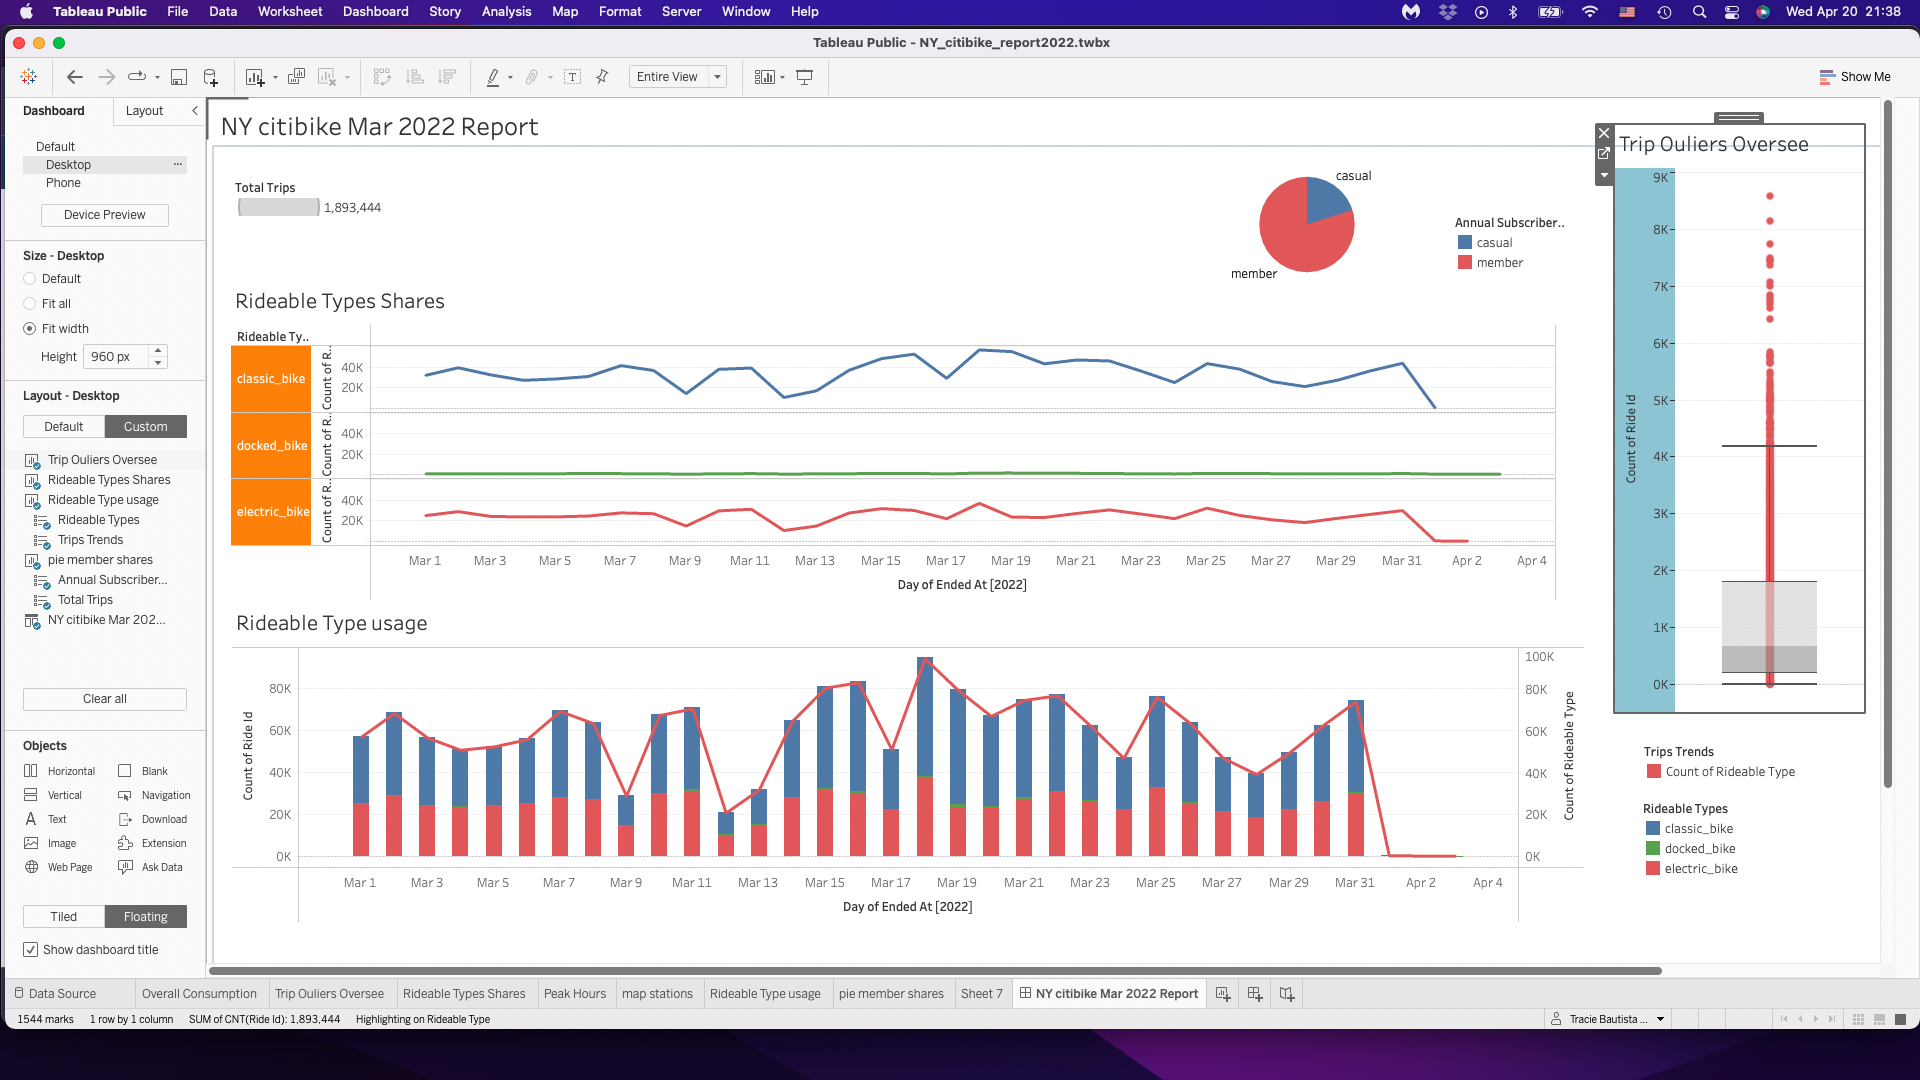 Tableau Public File Data Worksheet Dashboard Story Analysis Map Format Server Window Help Wed Apr 20 21:38
Tableau Public - NY_citibike_report2022.twbx
Entire View Show Me
Dashboard Layout
Default
Desktop
Phone
Device Preview
Size - Desktop
Default
Fit all
Fit width
Height 960 px
Layout - Desktop
Default Custom
Trip Ouliers Oversee
Rideable Types Shares
Rideable Type usage
Rideable Types
Trips Trends
pie member shares
Annual Subscriber...
Total Trips
NY citibike Mar 202...
Clear all
Objects
Horizontal Blank
Vertical Navigation
Text Download
Image Extension
Web Page Ask Data
Tiled Floating
Show dashboard title
NY citibike Mar 2022 Report
Total Trips
1,893,444
casual
member
Annual Subscriber..
casual
member
Rideable Types Shares
Rideable Ty..
classic_bike
Count of R..
40K
20K
docked_bike
Count of R..
40K
20K
electric_bike
Count of R..
40K
20K
Mar 1 Mar 3 Mar 5 Mar 7 Mar 9 Mar 11 Mar 13 Mar 15 Mar 17 Mar 19 Mar 21 Mar 23 Mar 25 Mar 27 Mar 29 Mar 31 Apr 2 Apr 4
Day of Ended At [2022]
Rideable Type usage
Count of Ride Id
80K
60K
40K
20K
0K
100K
80K
60K
40K
20K
0K
Count of Rideable Type
Mar 1 Mar 3 Mar 5 Mar 7 Mar 9 Mar 11 Mar 13 Mar 15 Mar 17 Mar 19 Mar 21 Mar 23 Mar 25 Mar 27 Mar 29 Mar 31 Apr 2 Apr 4
Day of Ended At [2022]
Trip Ouliers Oversee
9K
8K
7K
6K
5K
4K
3K
2K
1K
0K
Count of Ride Id
Trips Trends
Count of Rideable Type
Rideable Types
classic_bike
docked_bike
electric_bike
Data Source Overall Consumption Trip Ouliers Oversee Rideable Types Shares Peak Hours map stations Rideable Type usage pie member shares Sheet 7 NY citibike Mar 2022 Report
1544 marks 1 row by 1 column SUM of CNT(Ride Id): 1,893,444 Highlighting on Rideable Type Tracie Bautista ...